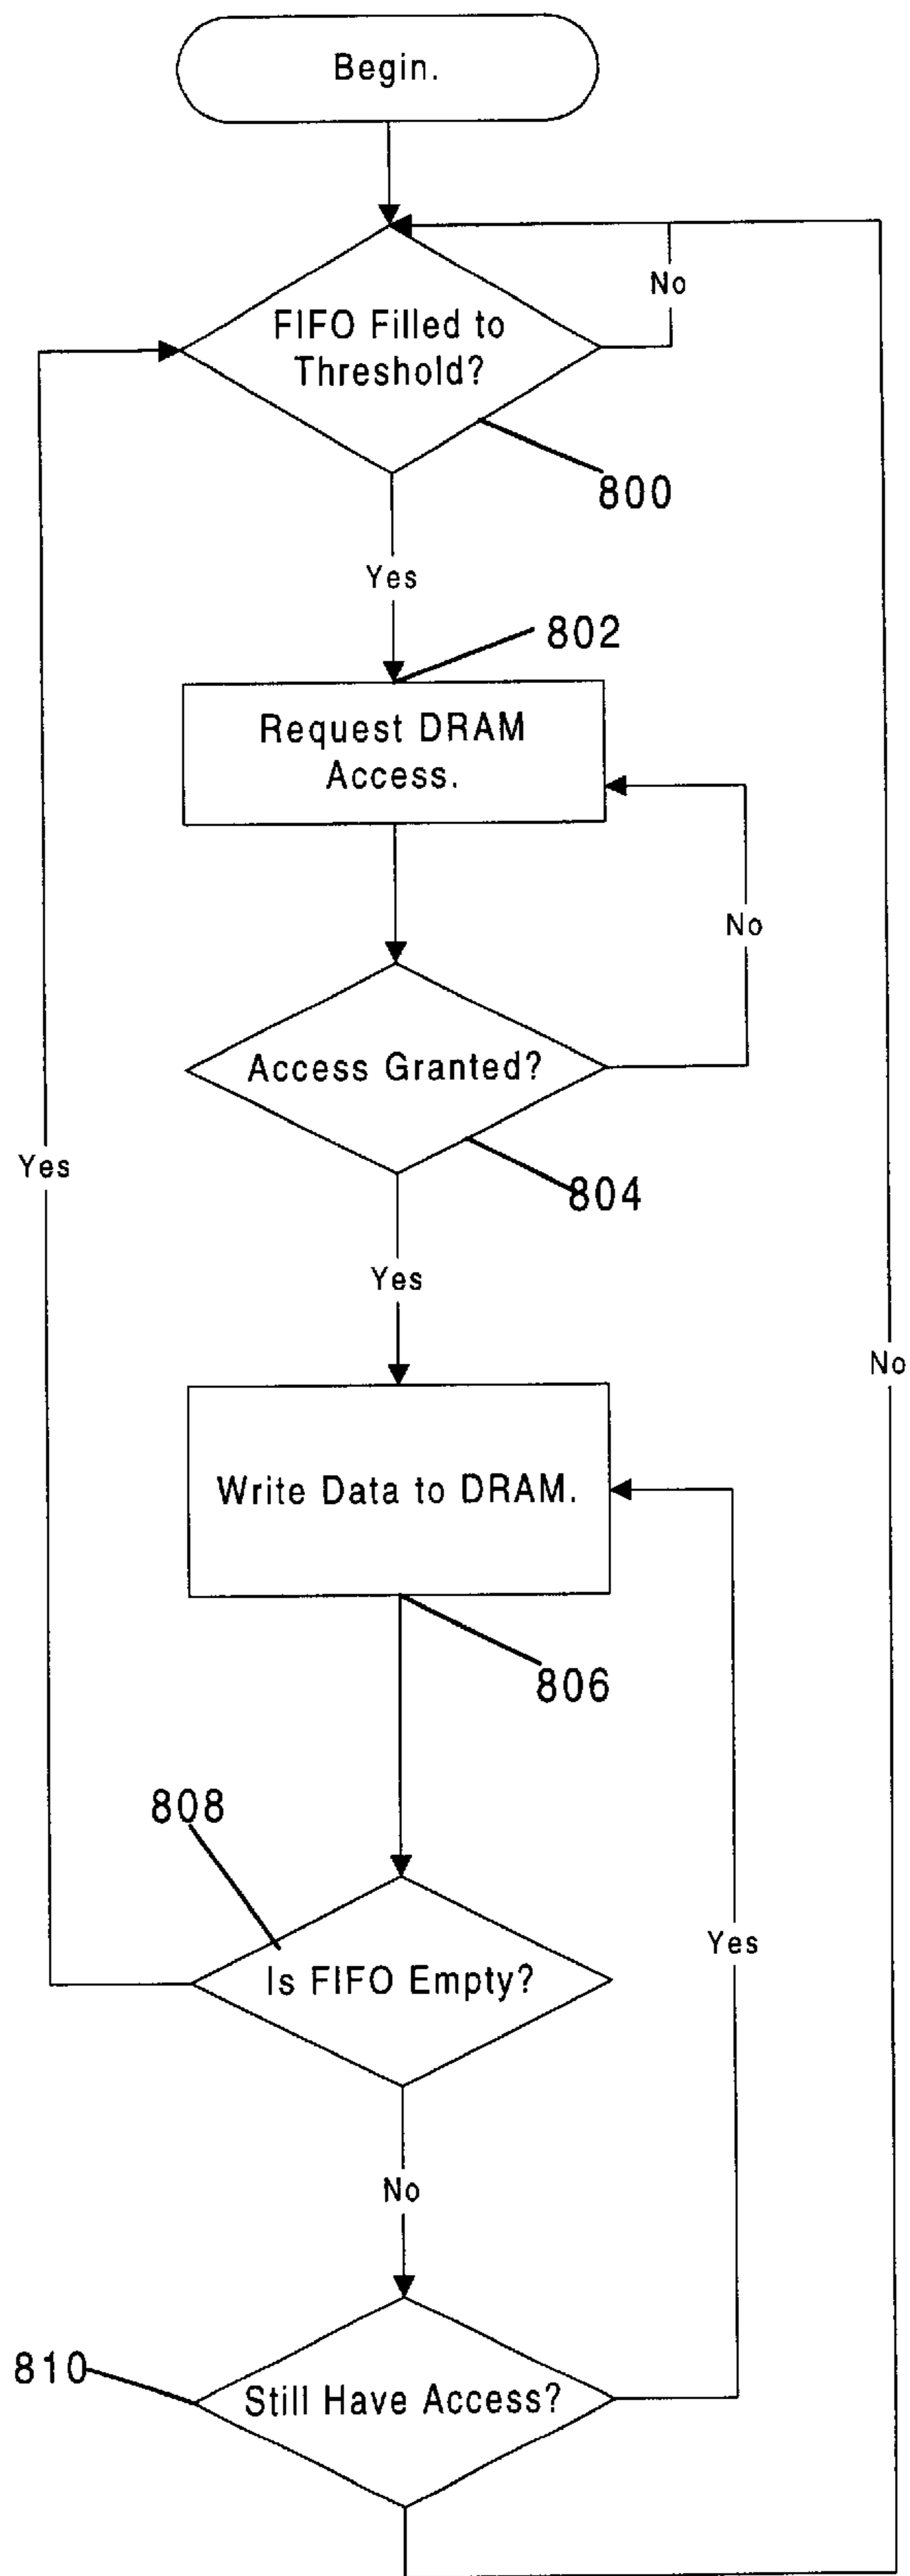 Begin.
No
FIFO Filled to
Threshold?
800
Yes
802
Request DRAM
Access.
No
Access Granted?
Yes
804
Yes
No
Write Data to DRAM.
806
808
Yes
Is FIFO Empty?
No
810
Still Have Access?